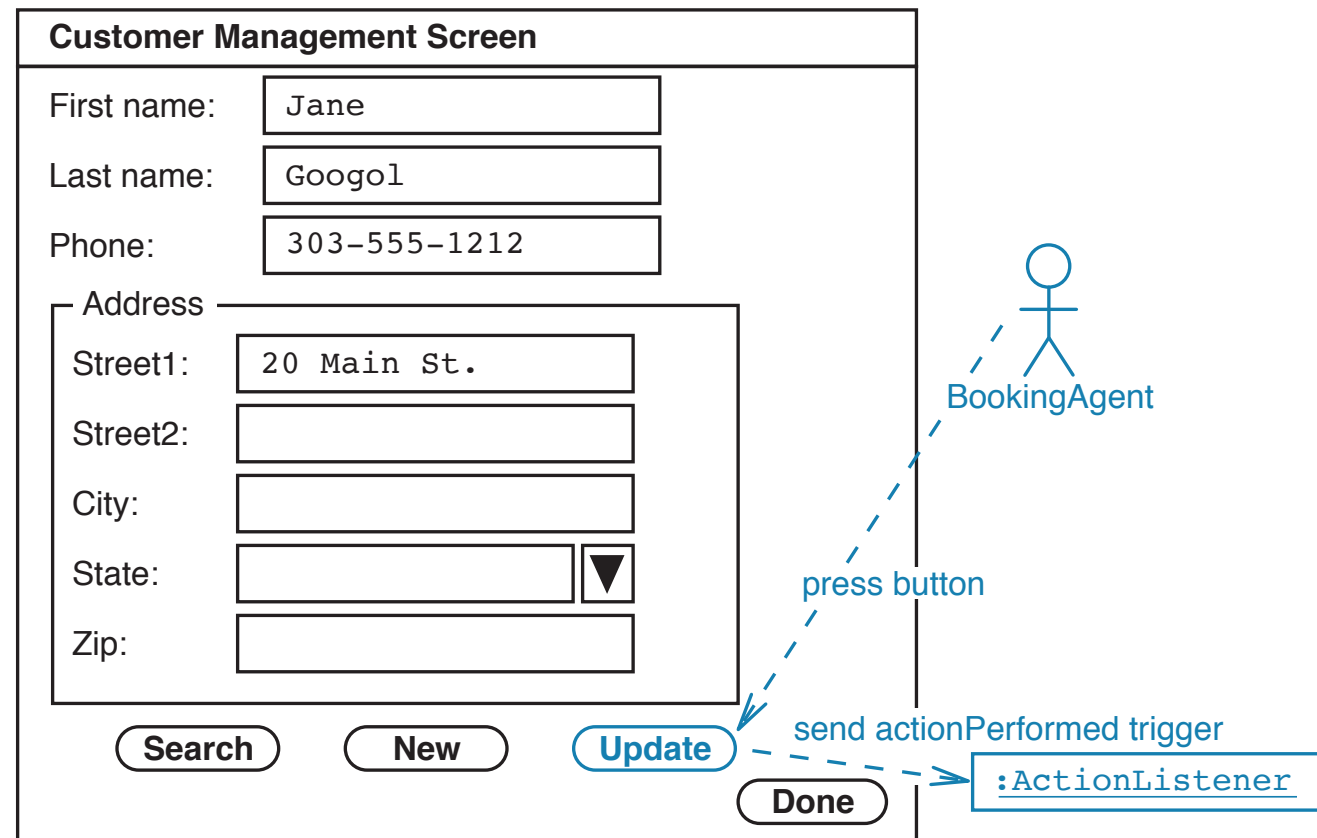 Customer Management Screen
First name: Jane
Last name: Googol
Phone: 303-555-1212
Address
Street1: 20 Main St.
Street2:
City:
State:
Zip:
BookingAgent
press button
send actionPerformed trigger
Search New Update
Done
:ActionListener